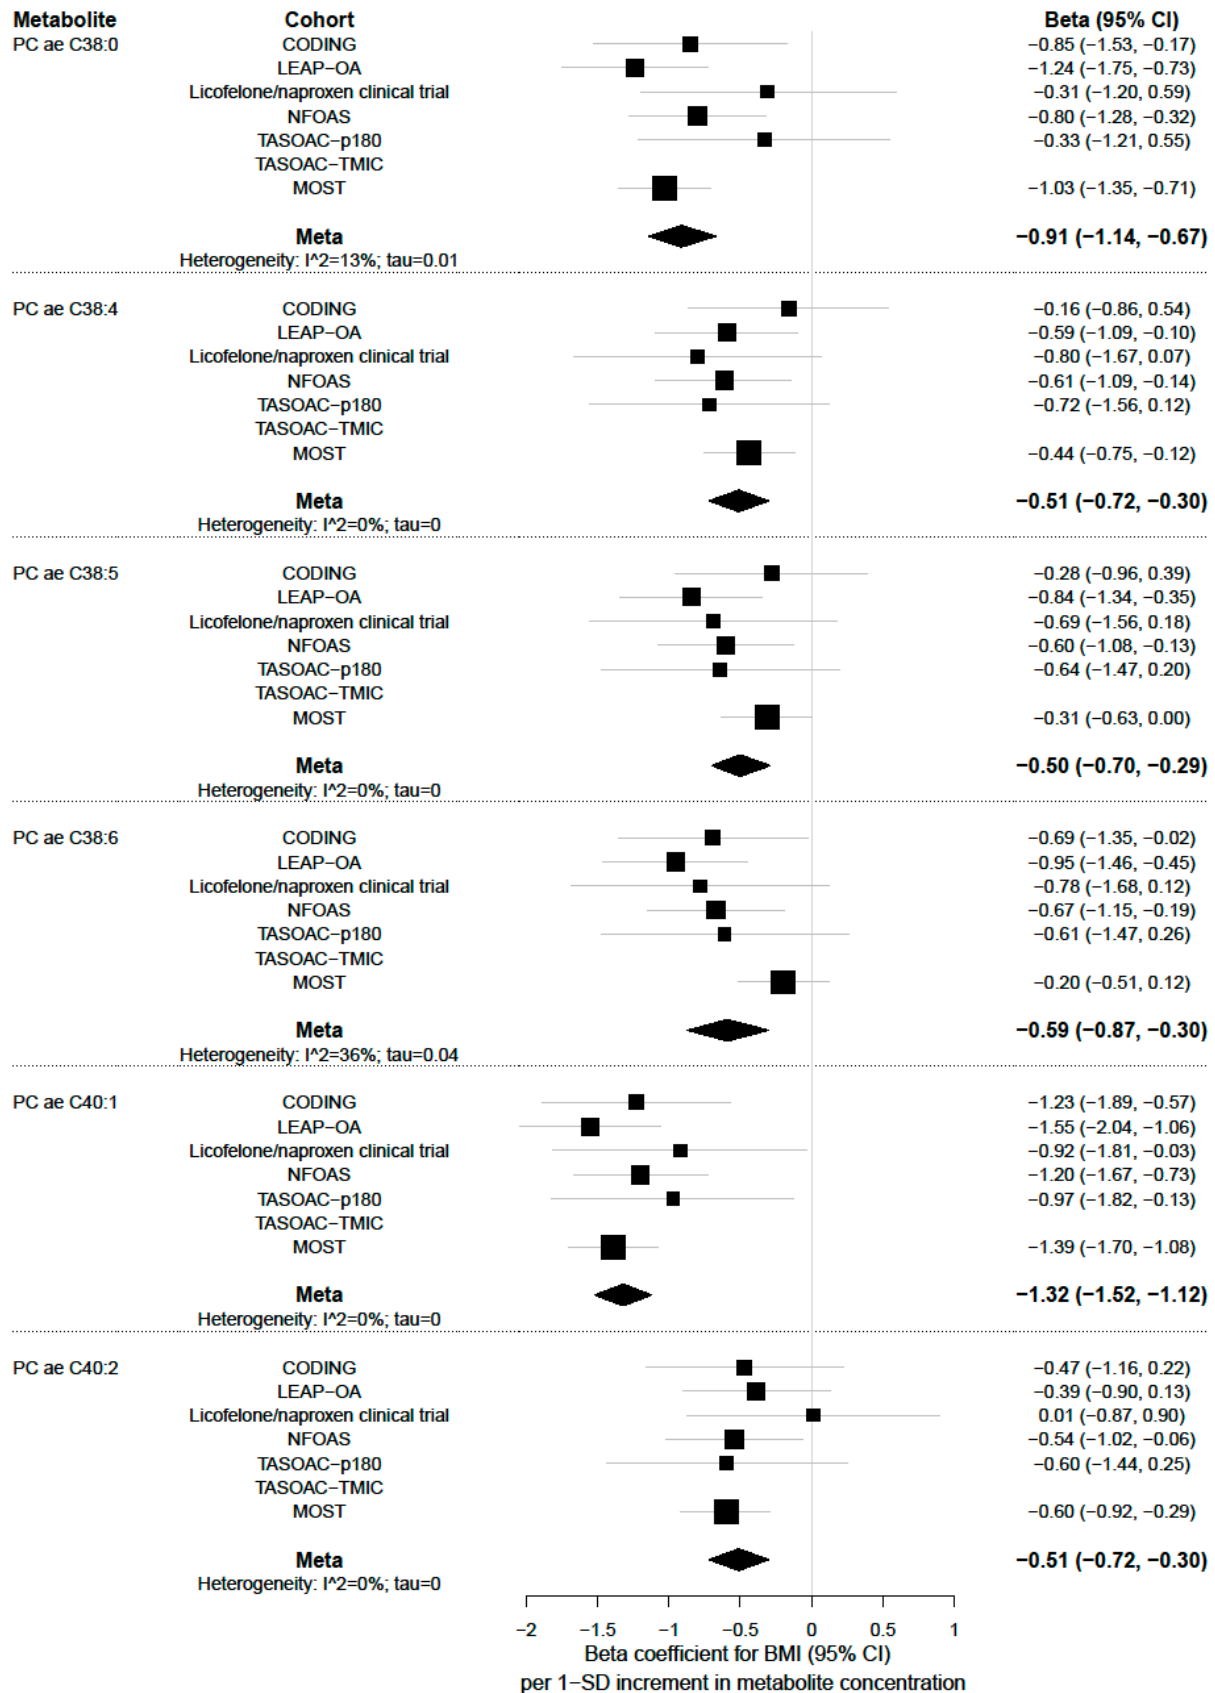 Metabolite Cohort Beta (95% CI)
PC ae C38:0 CODING −0.85 (−1.53, −0.17)
LEAP−OA −1.24 (−1.75, −0.73)
Licofelone/naproxen clinical trial −0.31 (−1.20, 0.59)
NFOAS −0.80 (−1.28, −0.32)
TASOAC−p180 −0.33 (−1.21, 0.55)
TASOAC−TMIC
MOST −1.03 (−1.35, −0.71)
Meta −0.91 (−1.14, −0.67)
Heterogeneity: I^2=13%; tau=0.01
PC ae C38:4 CODING −0.16 (−0.86, 0.54)
LEAP−OA −0.59 (−1.09, −0.10)
Licofelone/naproxen clinical trial −0.80 (−1.67, 0.07)
NFOAS −0.61 (−1.09, −0.14)
TASOAC−p180 −0.72 (−1.56, 0.12)
TASOAC−TMIC
MOST −0.44 (−0.75, −0.12)
Meta −0.51 (−0.72, −0.30)
Heterogeneity: I^2=0%; tau=0
PC ae C38:5 CODING −0.28 (−0.96, 0.39)
LEAP−OA −0.84 (−1.34, −0.35)
Licofelone/naproxen clinical trial −0.69 (−1.56, 0.18)
NFOAS −0.60 (−1.08, −0.13)
TASOAC−p180 −0.64 (−1.47, 0.20)
TASOAC−TMIC
MOST −0.31 (−0.63, 0.00)
Meta −0.50 (−0.70, −0.29)
Heterogeneity: I^2=0%; tau=0
PC ae C38:6 CODING −0.69 (−1.35, −0.02)
LEAP−OA −0.95 (−1.46, −0.45)
Licofelone/naproxen clinical trial −0.78 (−1.68, 0.12)
NFOAS −0.67 (−1.15, −0.19)
TASOAC−p180 −0.61 (−1.47, 0.26)
TASOAC−TMIC
MOST −0.20 (−0.51, 0.12)
Meta −0.59 (−0.87, −0.30)
Heterogeneity: I^2=36%; tau=0.04
PC ae C40:1 CODING −1.23 (−1.89, −0.57)
LEAP−OA −1.55 (−2.04, −1.06)
Licofelone/naproxen clinical trial −0.92 (−1.81, −0.03)
NFOAS −1.20 (−1.67, −0.73)
TASOAC−p180 −0.97 (−1.82, −0.13)
TASOAC−TMIC
MOST −1.39 (−1.70, −1.08)
Meta −1.32 (−1.52, −1.12)
Heterogeneity: I^2=0%; tau=0
PC ae C40:2 CODING −0.47 (−1.16, 0.22)
LEAP−OA −0.39 (−0.90, 0.13)
Licofelone/naproxen clinical trial 0.01 (−0.87, 0.90)
NFOAS −0.54 (−1.02, −0.06)
TASOAC−p180 −0.60 (−1.44, 0.25)
TASOAC−TMIC
MOST −0.60 (−0.92, −0.29)
Meta −0.51 (−0.72, −0.30)
Heterogeneity: I^2=0%; tau=0
−2 −1.5 −1 −0.5 0 0.5 1
Beta coefficient for BMI (95% CI)
per 1−SD increment in metabolite concentration